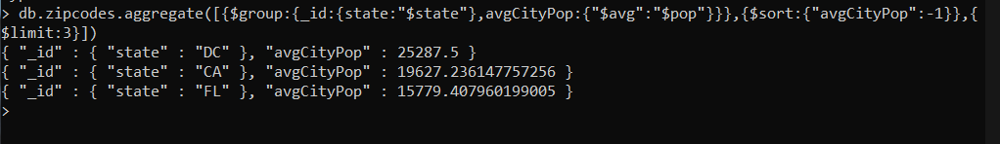 > db.zipcodes.aggregate([{$group:{_id:{state:"$state"},avgCityPop:{"$avg":"$pop"}}},{$sort:{"avgCityPop":-1}},{
$limit:3}])
{ "_id" : { "state" : "DC" }, "avgCityPop" : 25287.5 }
{ "_id" : { "state" : "CA" }, "avgCityPop" : 19627.236147757256 }
{ "_id" : { "state" : "FL" }, "avgCityPop" : 15779.407960199005 }
>